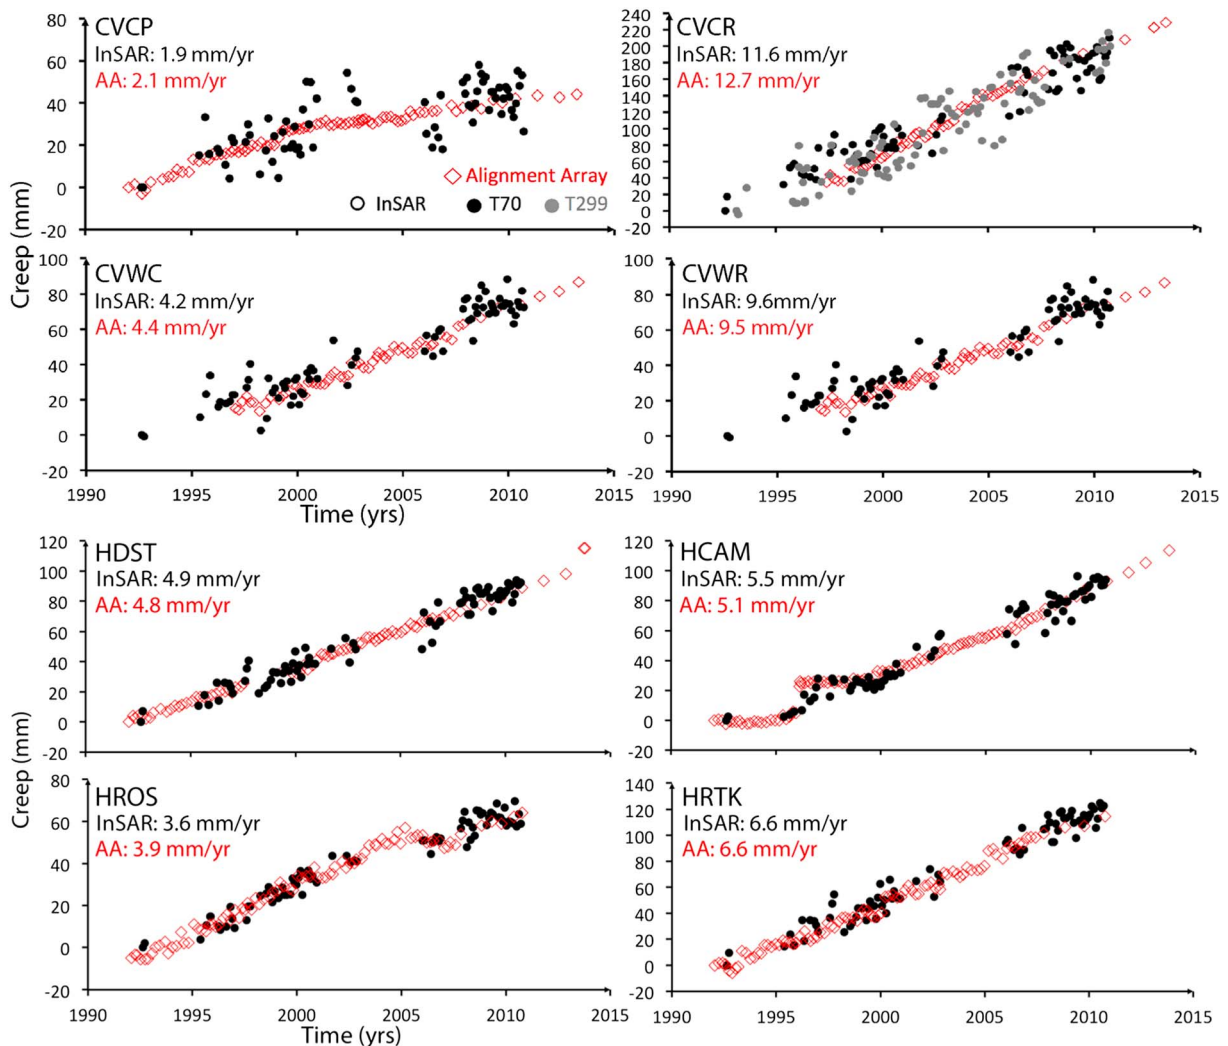 CVCP
InSAR: 1.9 mm/yr
AA: 2.1 mm/yr
80
60
40
20
0
-20
Alignment Array
InSAR T70 T299
CVCR
InSAR: 11.6 mm/yr
AA: 12.7 mm/yr
240
220
200
180
160
140
120
100
80
60
40
20
0
-20
Creep (mm)
CVWC
InSAR: 4.2 mm/yr
AA: 4.4 mm/yr
100
80
60
40
20
0
-20
1990 1995 2000 2005 2010 2015
Time (yrs)
CVWR
InSAR: 9.6mm/yr
AA: 9.5 mm/yr
100
80
60
40
20
0
-20
1990 1995 2000 2005 2010 2015
HDST
InSAR: 4.9 mm/yr
AA: 4.8 mm/yr
120
100
80
60
40
20
0
-20
HCAM
InSAR: 5.5 mm/yr
AA: 5.1 mm/yr
120
100
80
60
40
20
0
-20
Creep (mm)
HROS
InSAR: 3.6 mm/yr
AA: 3.9 mm/yr
80
60
40
20
0
-20
1990 1995 2000 2005 2010 2015
Time (yrs)
HRTK
InSAR: 6.6 mm/yr
AA: 6.6 mm/yr
140
120
100
80
60
40
20
0
-20
1990 1995 2000 2005 2010 2015